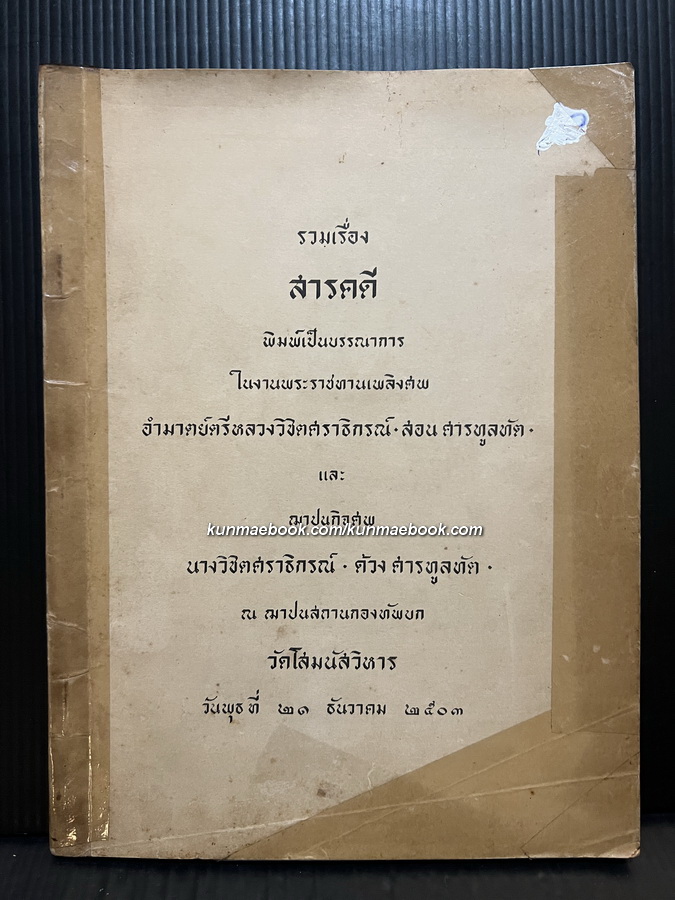 รวมเรื่อง
สารคดี
พิมพ์เป็นบรรณาการ
ในงานพระราชทานเพลิงศพ
อำมาตย์ตรีหลวงวิชิตศราธิกรณ์ · สอน ศารทูลทัต ·
และ
ฌาปนกิจศพ
kunmaebook.com/kunmaebook.com
นางวิชิตศราธิกรณ์ · ด้วง ศารทูลทัต ·
ณ ฌาปนสถานกองทัพบก
วัดโสมนัสวิหาร
วันพุธที่ ๒๑ ธันวาคม ๒๕๐๓